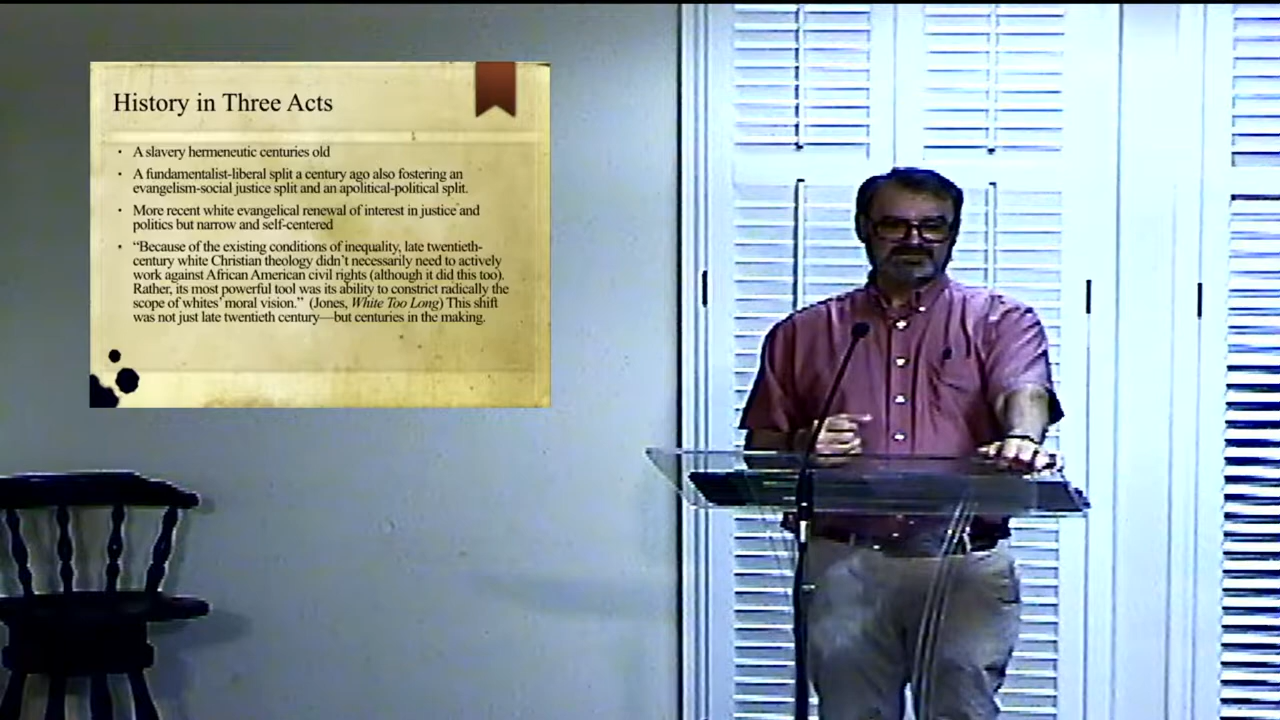 History in Three Acts
• A slavery hermeneutic centuries old
• A fundamentalist-liberal split a century ago also fostering an
evangelism-social justice split and an apolitical-political split.
• More recent white evangelical renewal of interest in justice and
politics but narrow and self-centered
• “Because of the existing conditions of inequality, late twentieth-
century white Christian theology didn’t necessarily need to actively
work against African American civil rights (although it did this too).
Rather, its most powerful tool was its ability to constrict radically the
scope of whites’ moral vision.” (Jones, White Too Long) This shift
was not just late twentieth century—but centuries in the making.